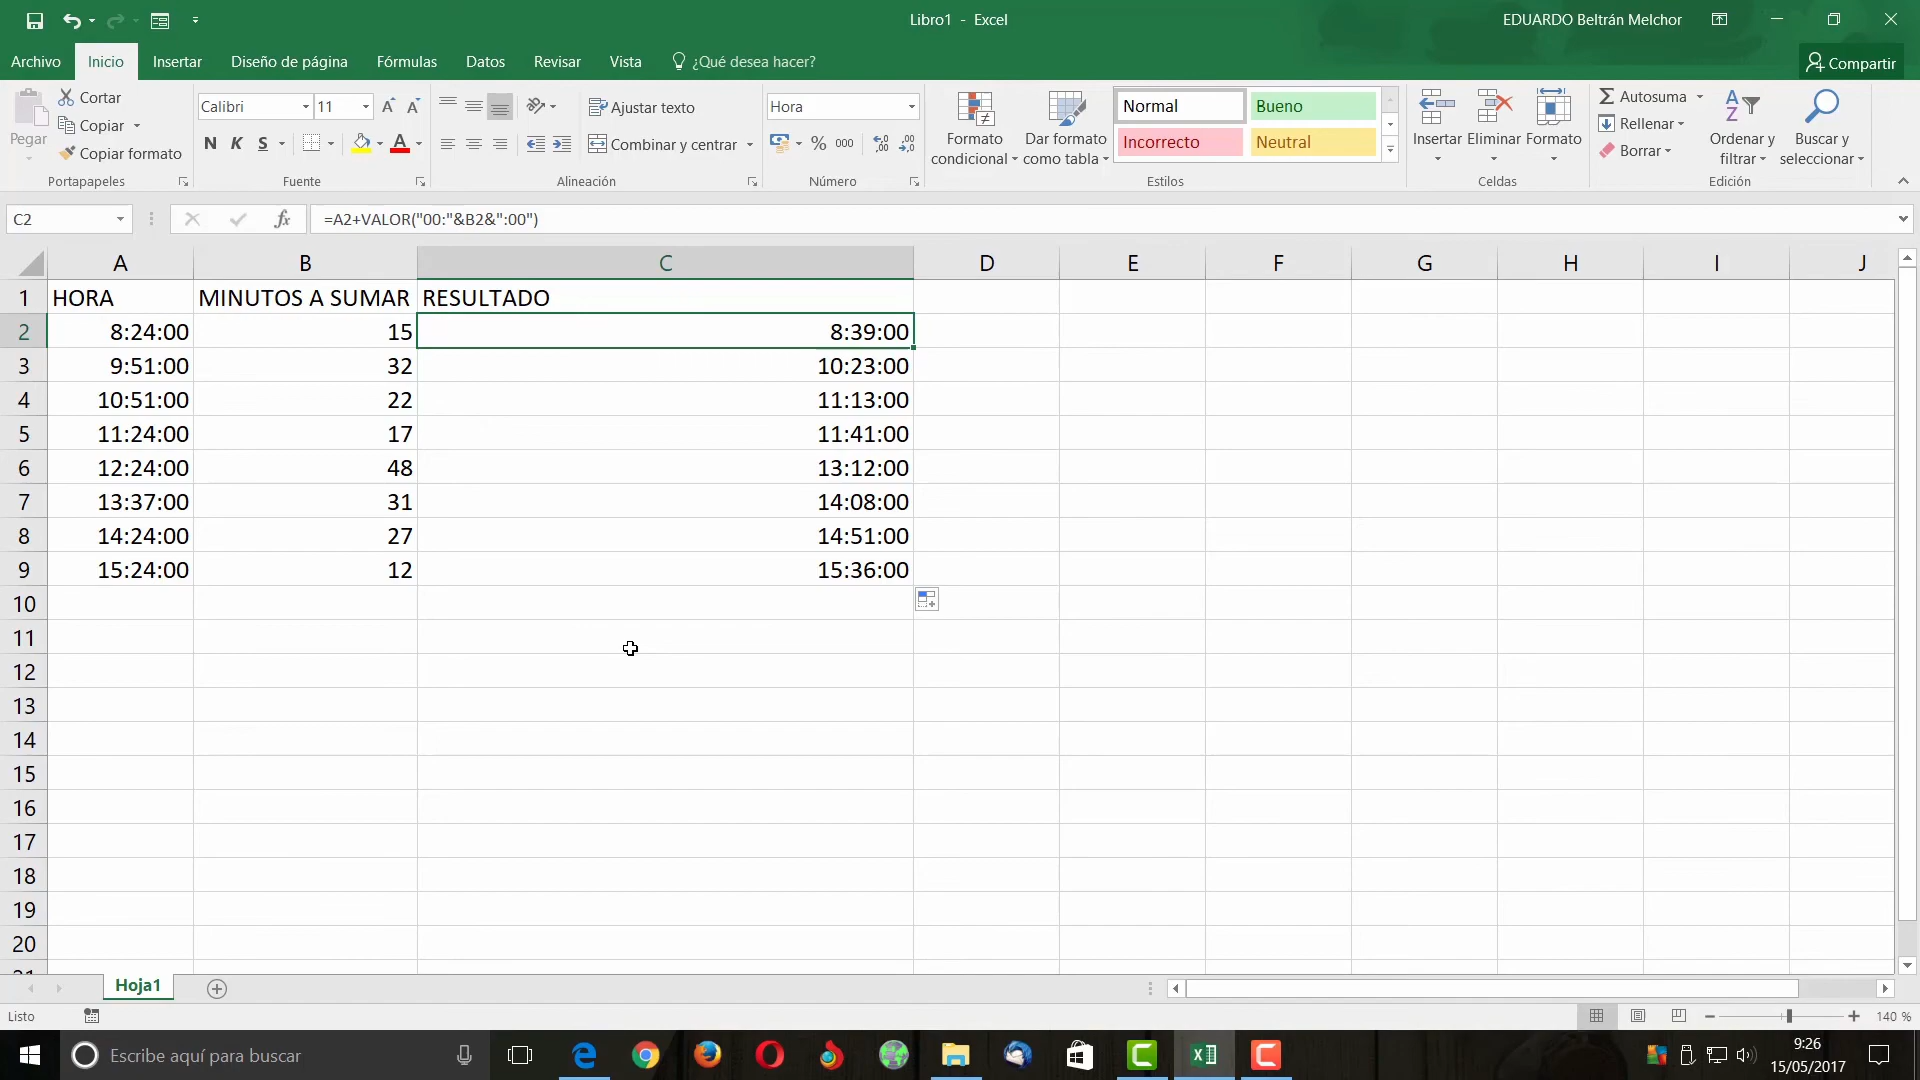 Libro1 - Excel
EDUARDO Beltrán Melchor
Archivo Inicio Insertar Diseño de página Fórmulas Datos Revisar Vista ¿Qué desea hacer? Compartir
Pegar
Cortar
Copiar
Copiar formato
Portapapeles
Calibri 11
N K S A
Fuente
Ajustar texto
Combinar y centrar
Alineación
Hora
% 000
Número
Formato condicional
Dar formato como tabla
Normal Bueno
Incorrecto Neutral
Estilos
Insertar Eliminar Formato
Celdas
Autosuma
Rellenar
Borrar
Ordenar y filtrar
Buscar y seleccionar
Edición
C2 fx =A2+VALOR("00:"&B2&":00")
A B C D E F G H I J
1 HORA MINUTOS A SUMAR RESULTADO
2 8:24:00 15 8:39:00
3 9:51:00 32 10:23:00
4 10:51:00 22 11:13:00
5 11:24:00 17 11:41:00
6 12:24:00 48 13:12:00
7 13:37:00 31 14:08:00
8 14:24:00 27 14:51:00
9 15:24:00 12 15:36:00
10
11
12
13
14
15
16
17
18
19
20
21
Hoja1
Listo
140 %
Escribe aquí para buscar
9:26
15/05/2017